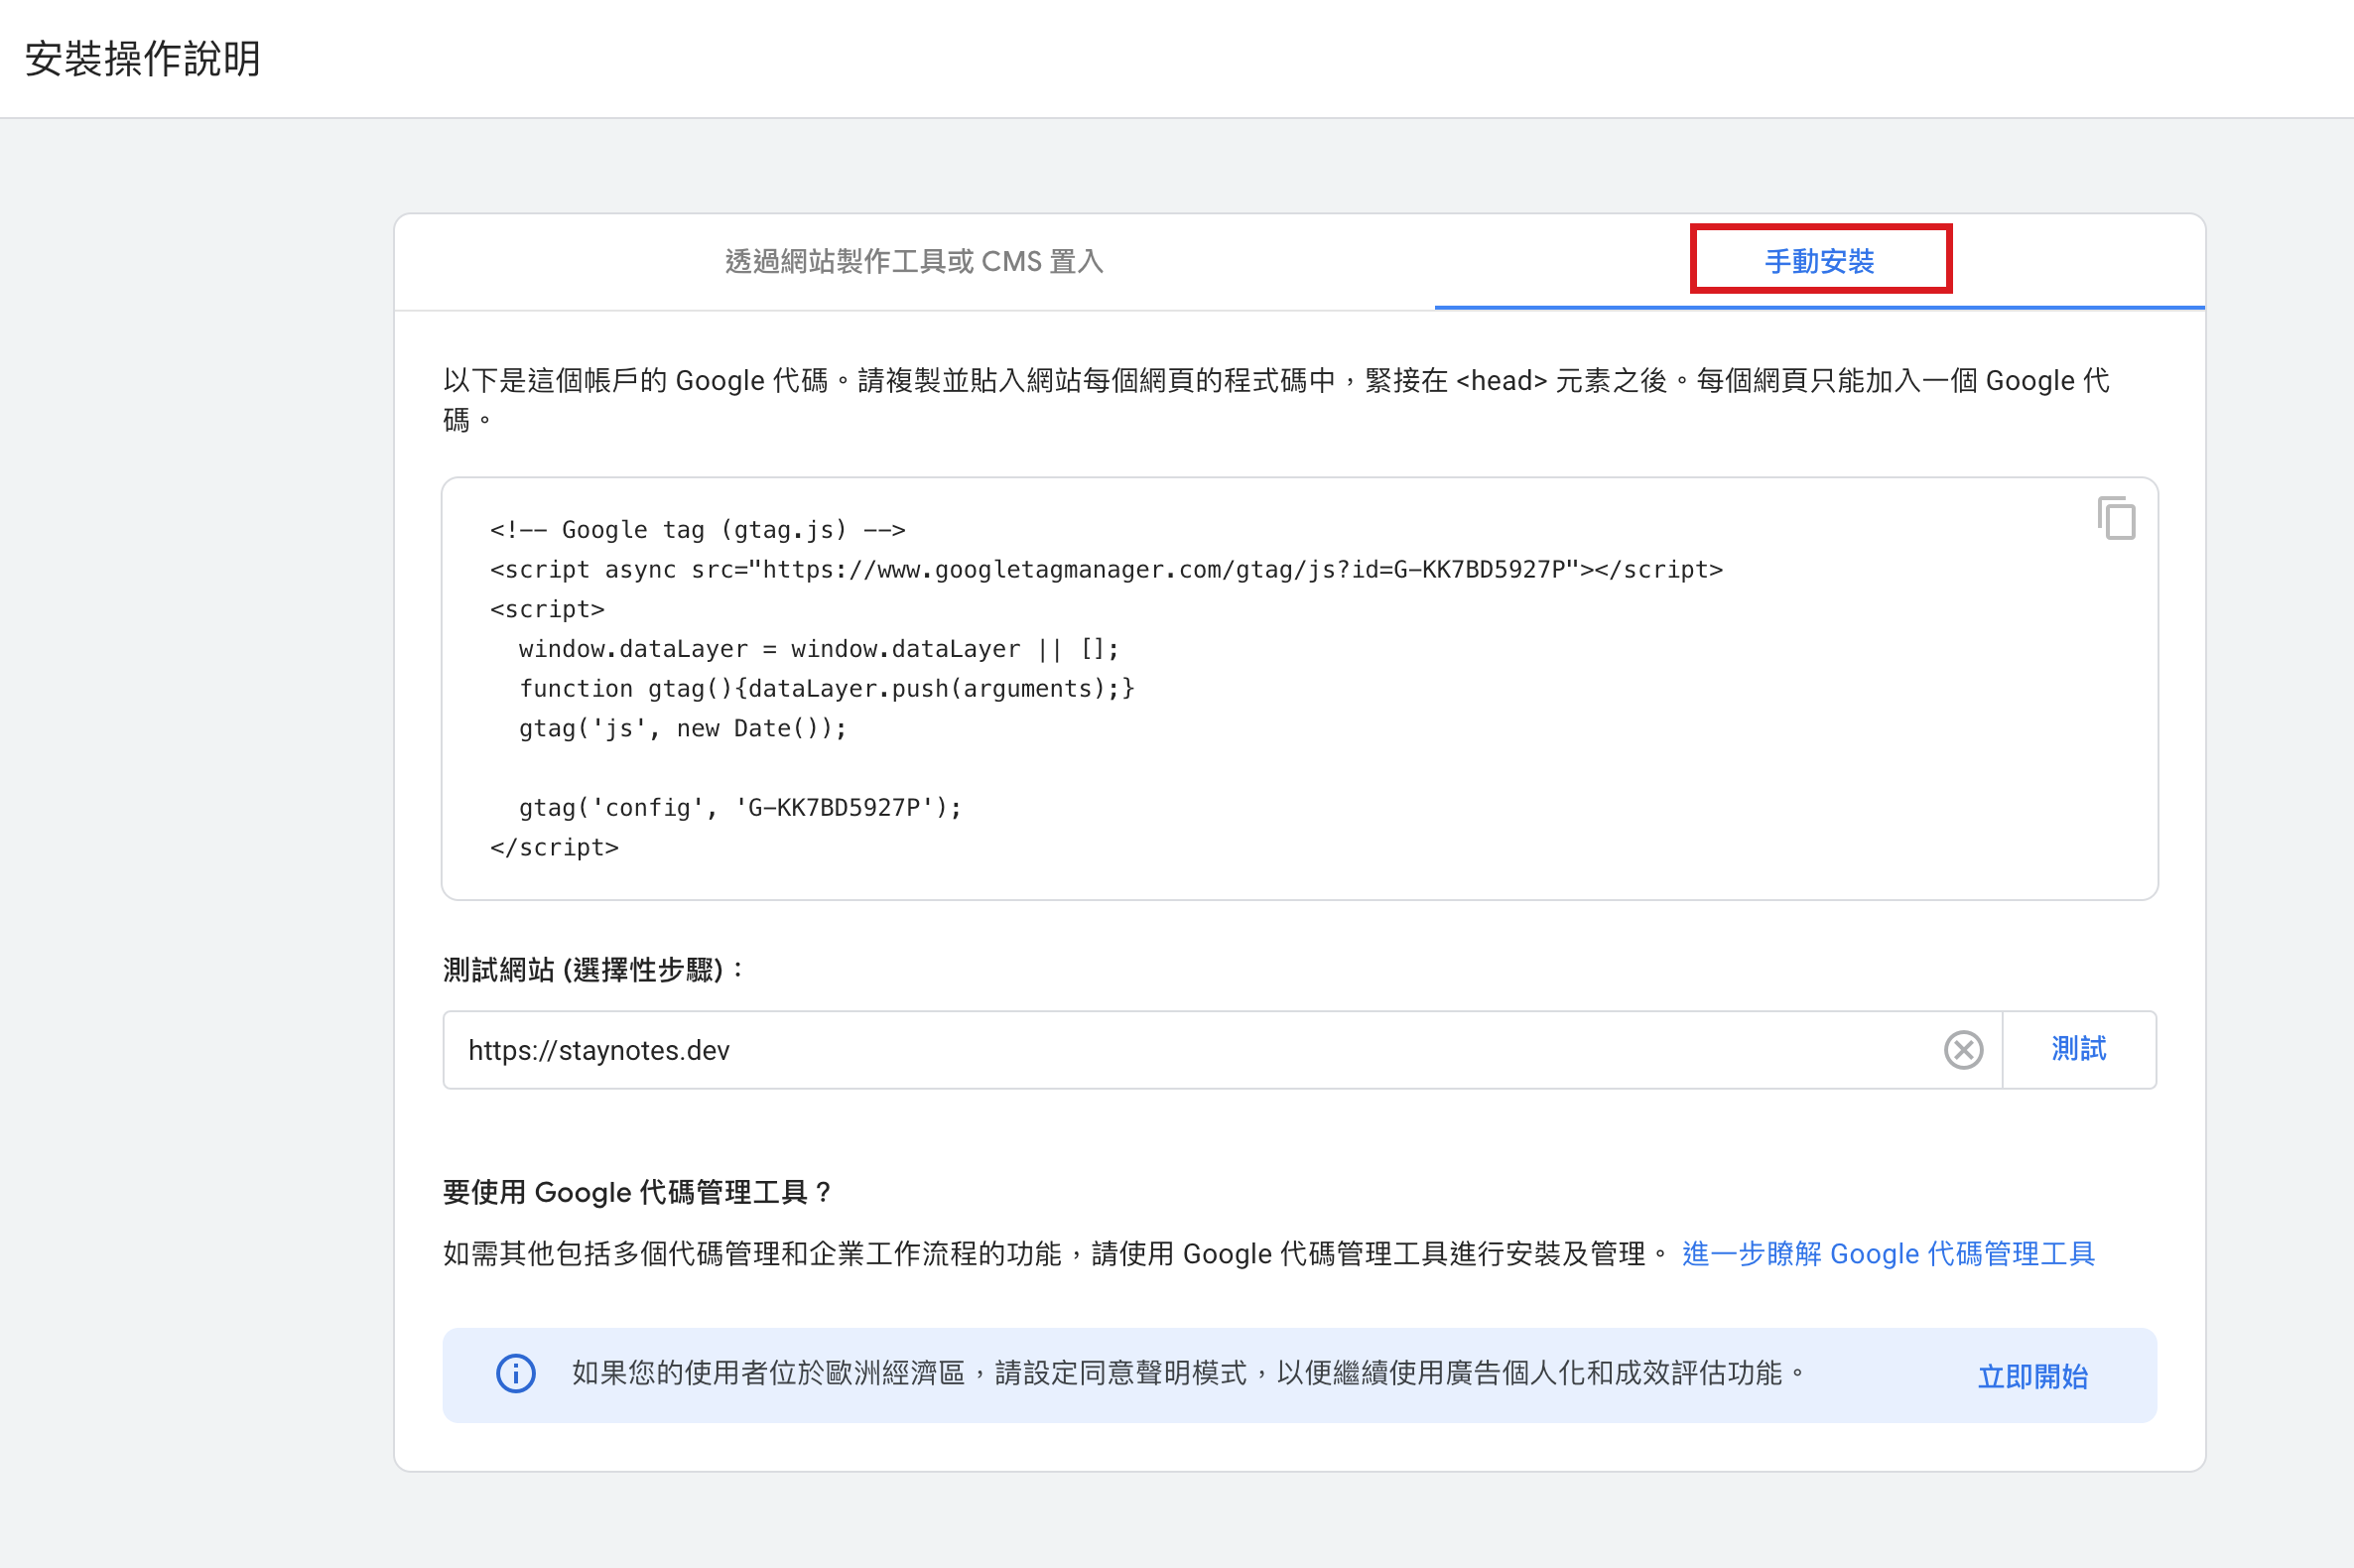 安裝操作說明
透過網站製作工具或 CMS 置入
手動安裝
以下是這個帳戶的 Google 代碼。請複製並貼入網站每個網頁的程式碼中，緊接在 <head> 元素之後。每個網頁只能加入一個 Google 代
碼。
<!-- Google tag (gtag.js) -->
<script async src="https://www.googletagmanager.com/gtag/js?id=G-KK7BD5927P"></script>
<script>
  window.dataLayer = window.dataLayer || [];
  function gtag(){dataLayer.push(arguments);}
  gtag('js', new Date());
  gtag('config', 'G-KK7BD5927P');
</script>
測試網站 (選擇性步驟)：
https://staynotes.dev
測試
要使用 Google 代碼管理工具？
如需其他包括多個代碼管理和企業工作流程的功能，請使用 Google 代碼管理工具進行安裝及管理。 進一步瞭解 Google 代碼管理工具
如果您的使用者位於歐洲經濟區，請設定同意聲明模式，以便繼續使用廣告個人化和成效評估功能。
立即開始